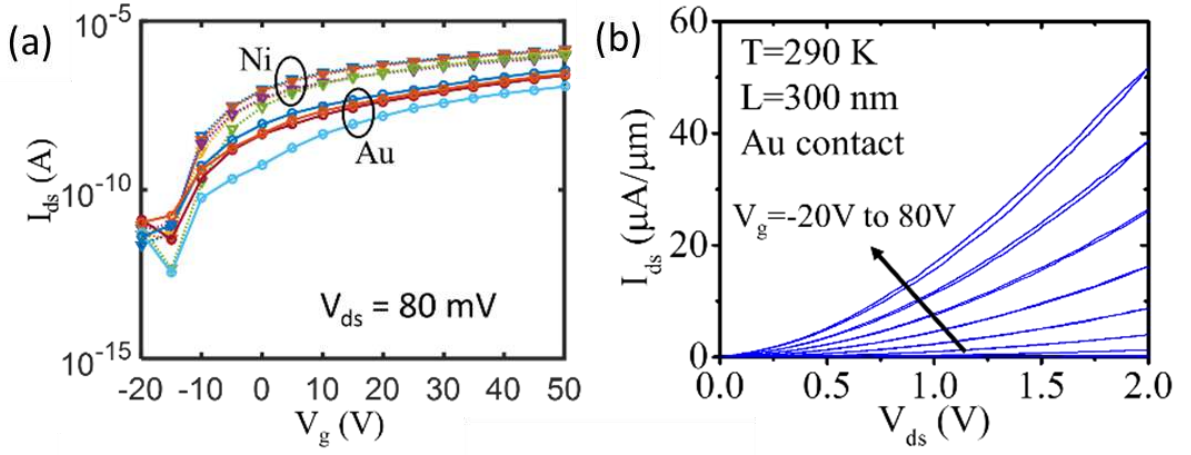 (a)
10^-5
10^-10
10^-15
I_ds (A)
Ni
Au
V_ds = 80 mV
-20 -10 0 10 20 30 40 50
V_g (V)
(b)
60
40
20
0
I_ds (μA/μm)
T=290 K
L=300 nm
Au contact
V_g=-20V to 80V
0.0 0.5 1.0 1.5 2.0
V_ds (V)